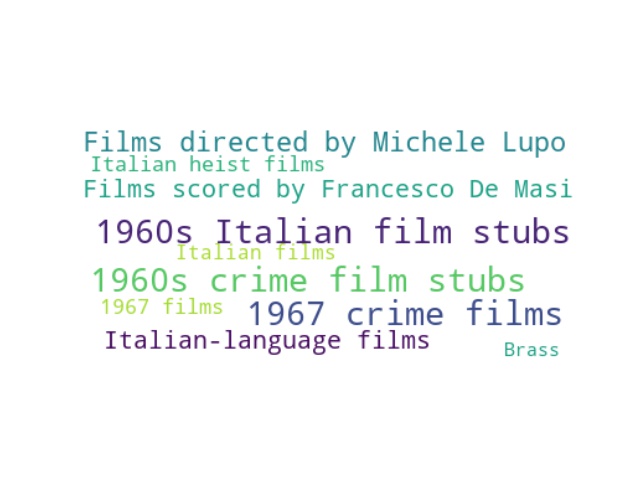 Films directed by Michele Lupo
Italian heist films
Films scored by Francesco De Masi
1960s Italian film stubs
Italian films
1960s crime film stubs
1967 films
1967 crime films
Italian-language films
Brass